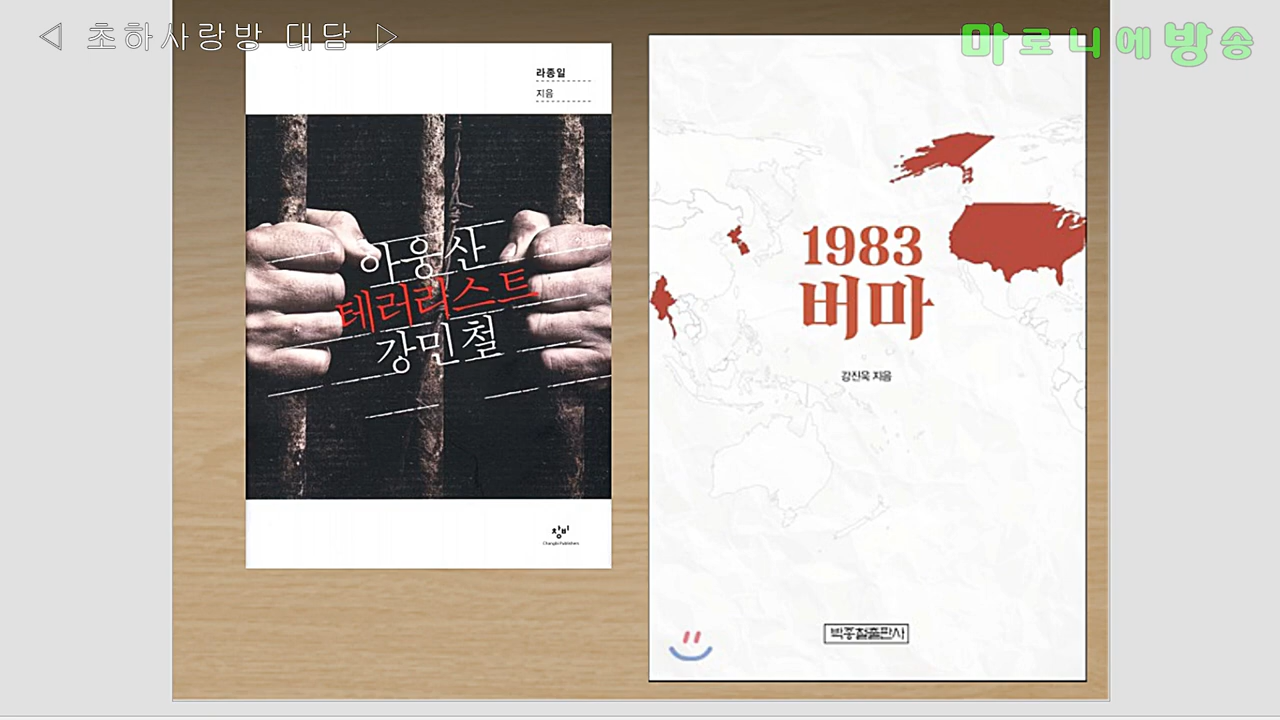 ◁ 초하사랑방 대담 ▷
마로니에방송
라종일
지음
아웅산
테러리스트
강민철
창비
Changbi Publishers
1983
버마
강진욱 지음
박종철출판사